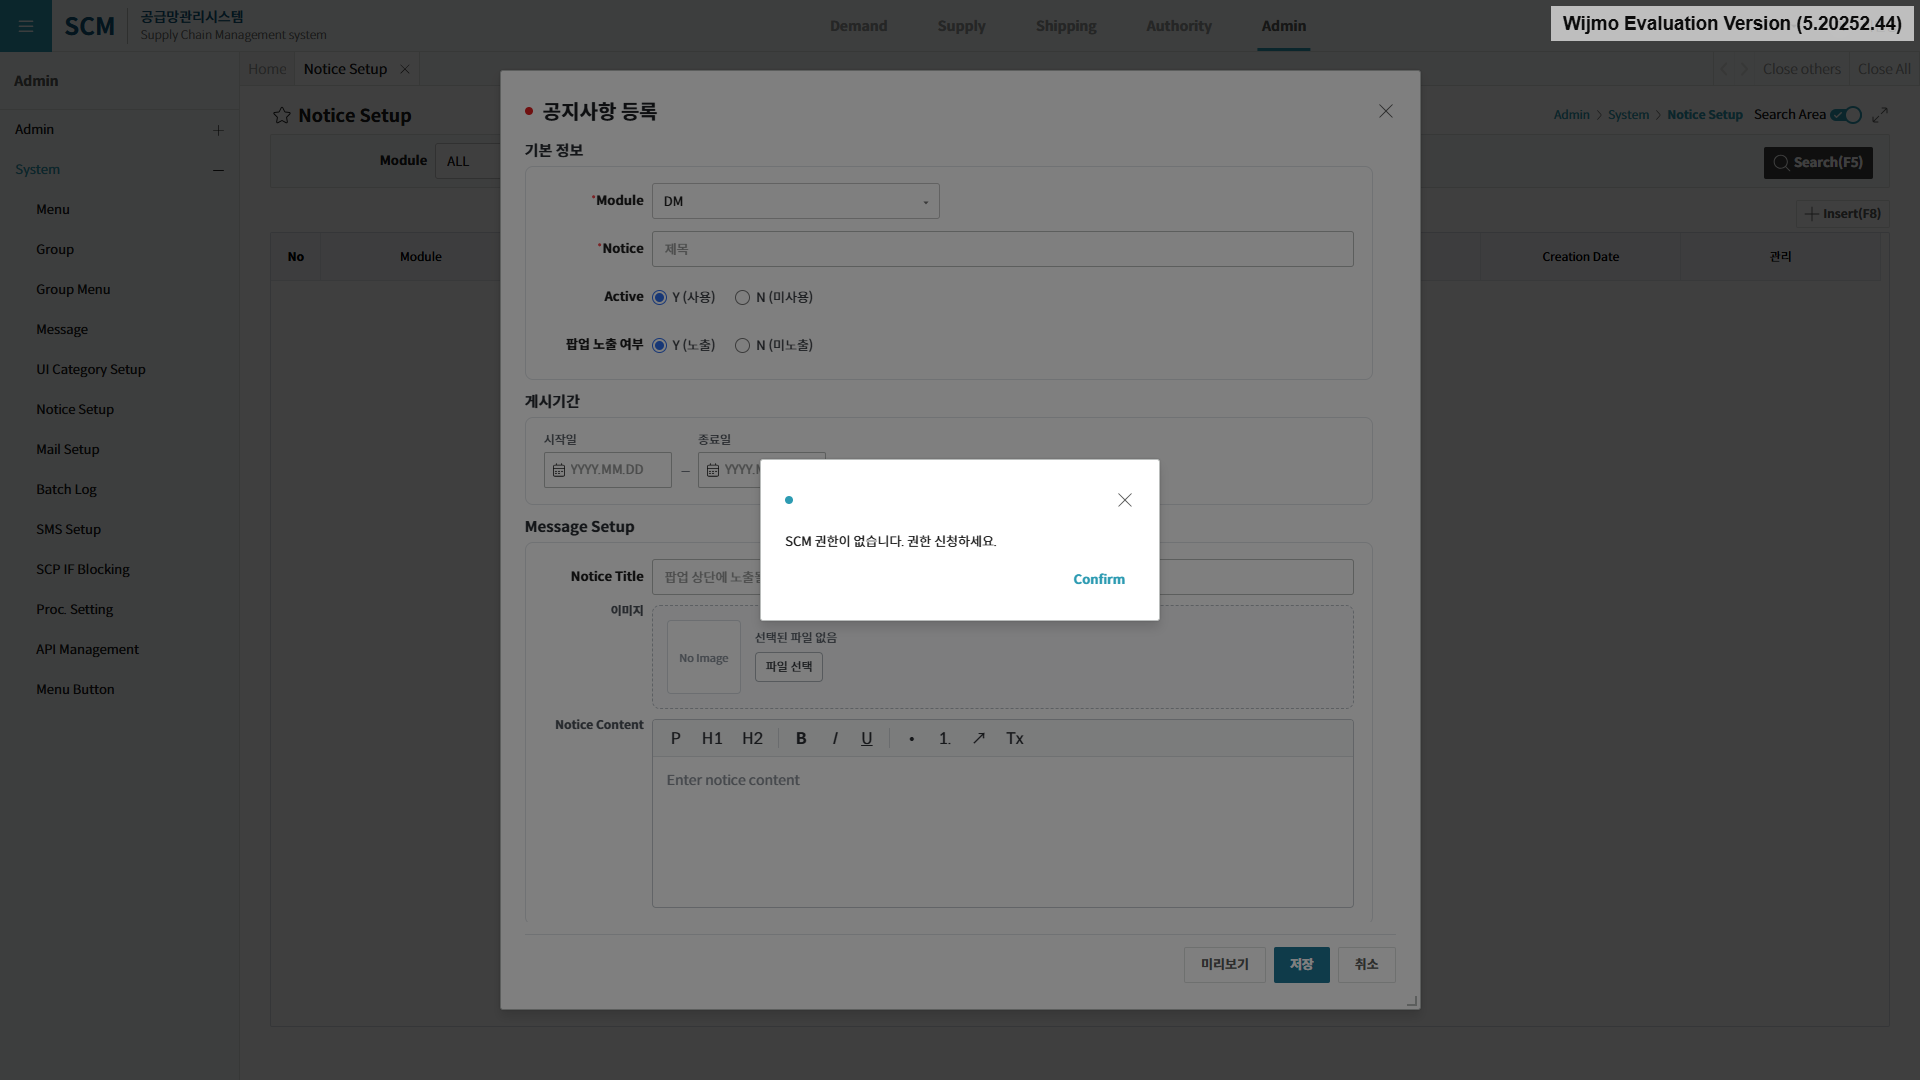 SCM
공급망관리시스템
Supply Chain Management system
Demand
Supply
Shipping
Authority
Admin
Wijmo Evaluation Version (5.20252.44)
Admin
Home
Notice Setup
Close others
Close All
Admin
System
Menu
Group
Group Menu
Message
UI Category Setup
Notice Setup
Mail Setup
Batch Log
SMS Setup
SCP IF Blocking
Proc. Setting
API Management
Menu Button
Notice Setup
Admin > System > Notice Setup
Search Area
Module
ALL
Search(F5)
Insert(F8)
No
Module
Creation Date
관리
공지사항 등록
기본 정보
*Module
DM
*Notice
제목
Active
Y (사용)
N (미사용)
팝업 노출 여부
Y (노출)
N (미노출)
게시기간
시작일
종료일
YYYY.MM.DD
–
YYYY.
Message Setup
Notice Title
팝업 상단에
이미지
No Image
선택된 파일 없음
파일 선택
Notice Content
P H1 H2 B I U • 1. ↗ Tx
Enter notice content
미리보기
저장
취소
SCM 권한이 없습니다. 권한 신청하세요.
Confirm